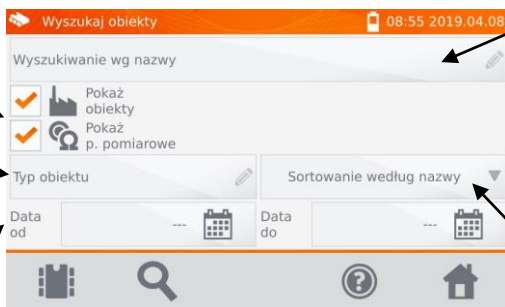 Wyszukaj obiekty 08:55 2019.04.08
Wyszukiwanie wg nazwy
Pokaż
obiekty
Pokaż
p. pomiarowe
Typ obiektu
Sortowanie według nazwy
Data
od
---
Data
do
---